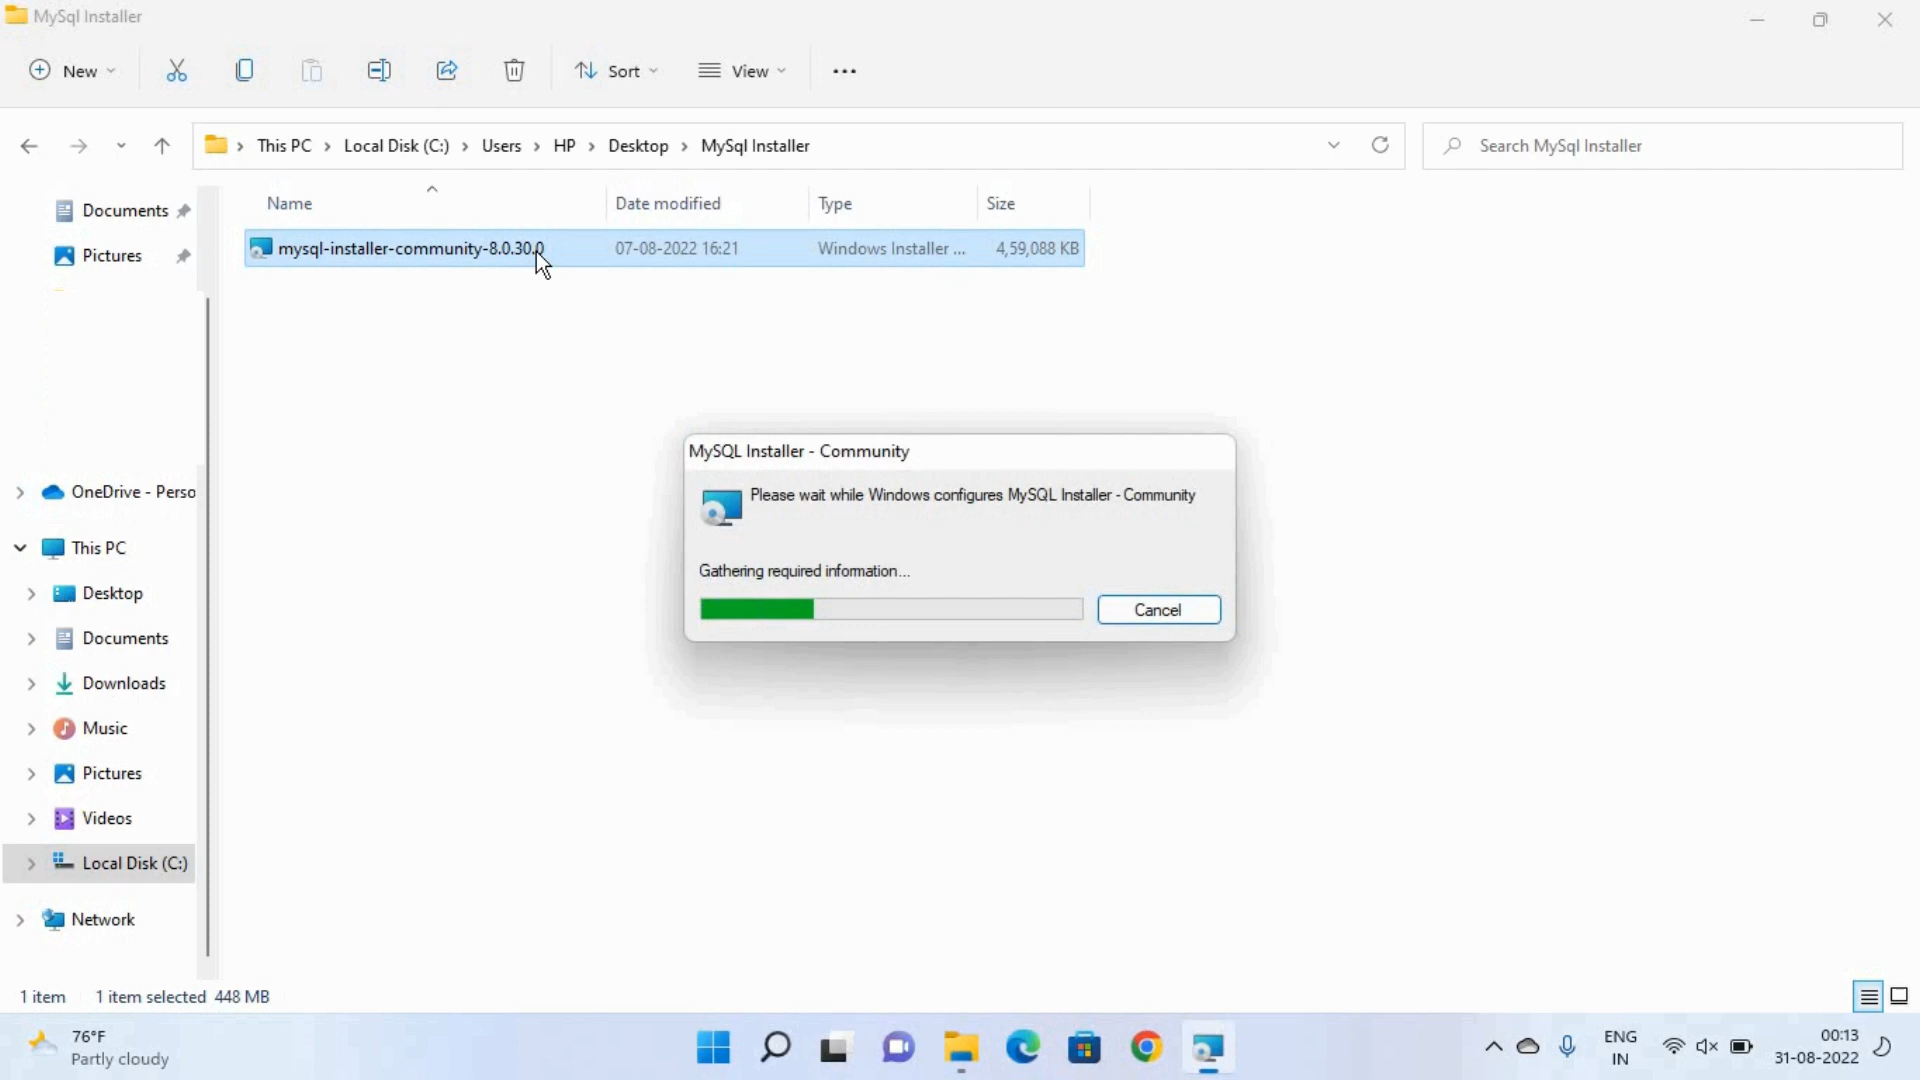 MySql Installer
New
Sort
View
This PC
Local Disk (C:)
Users
HP
Desktop
MySql Installer
Search MySql Installer
Name
Date modified
Type
Size
mysql-installer-community-8.0.30.0
07-08-2022 16:21
Windows Installer ...
4,59,088 KB
Documents
Pictures
OneDrive - Perso
This PC
Desktop
Documents
Downloads
Music
Pictures
Videos
Local Disk (C:)
Network
MySQL Installer - Community
Please wait while Windows configures MySQL Installer - Community
Gathering required information...
Cancel
1 item
1 item selected 448 MB
76°F
Partly cloudy
ENG
IN
00:13
31-08-2022